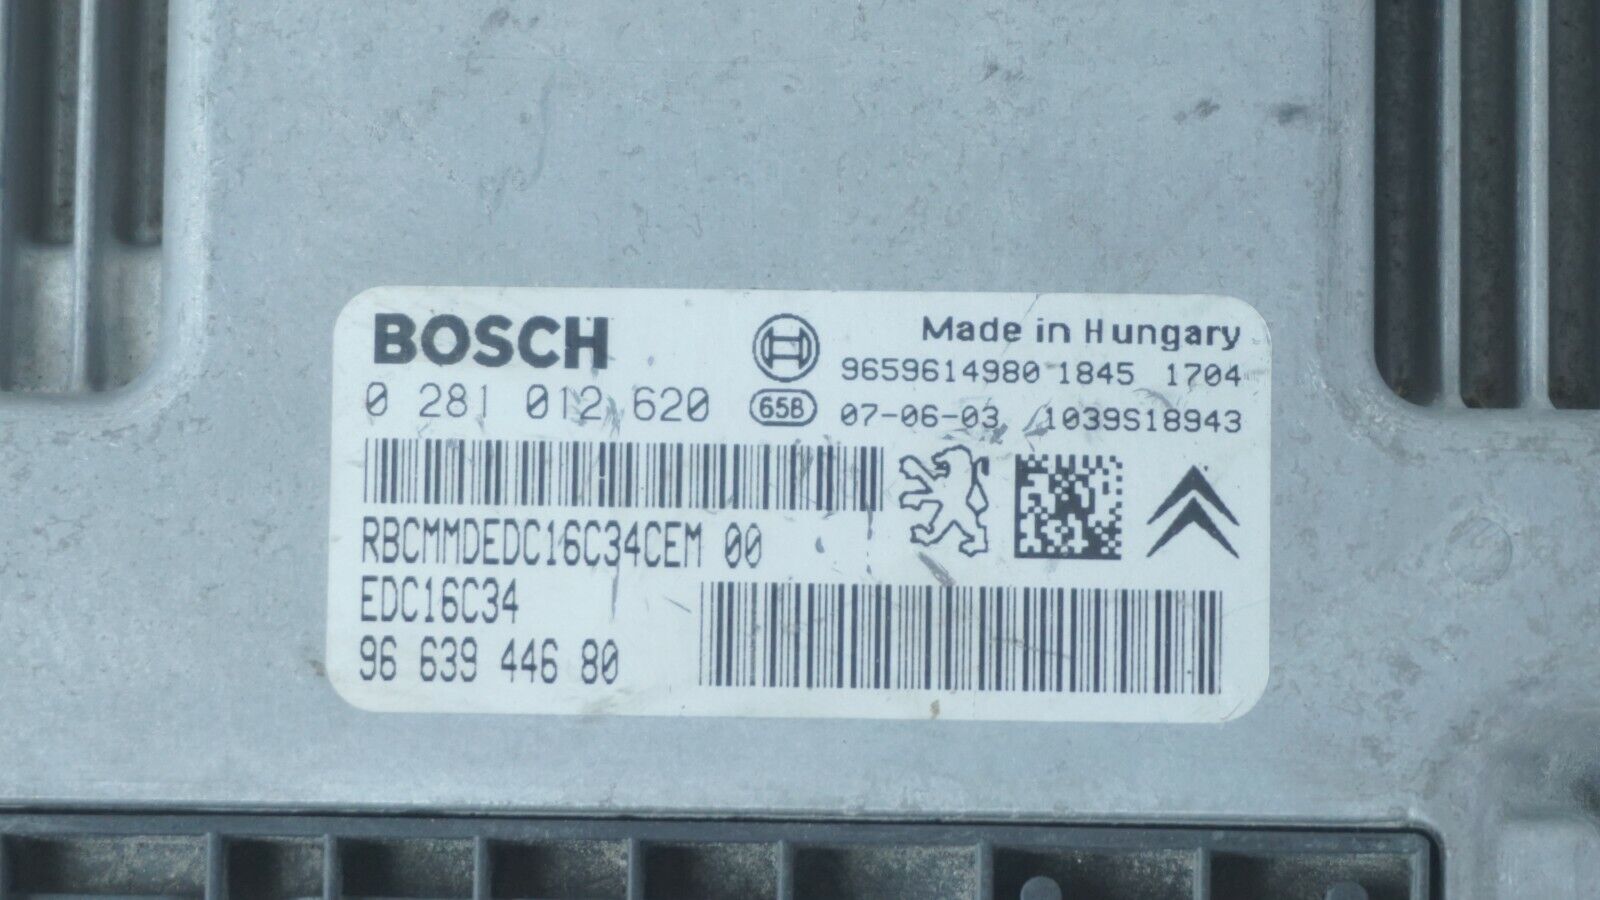 BOSCH
Made in Hungary
9659614980 1845 1704
0 281 012 620
658
07-06-03 1039S18943
RBCMMDEDC16C34CEM 00
EDC16C34
96 639 446 80